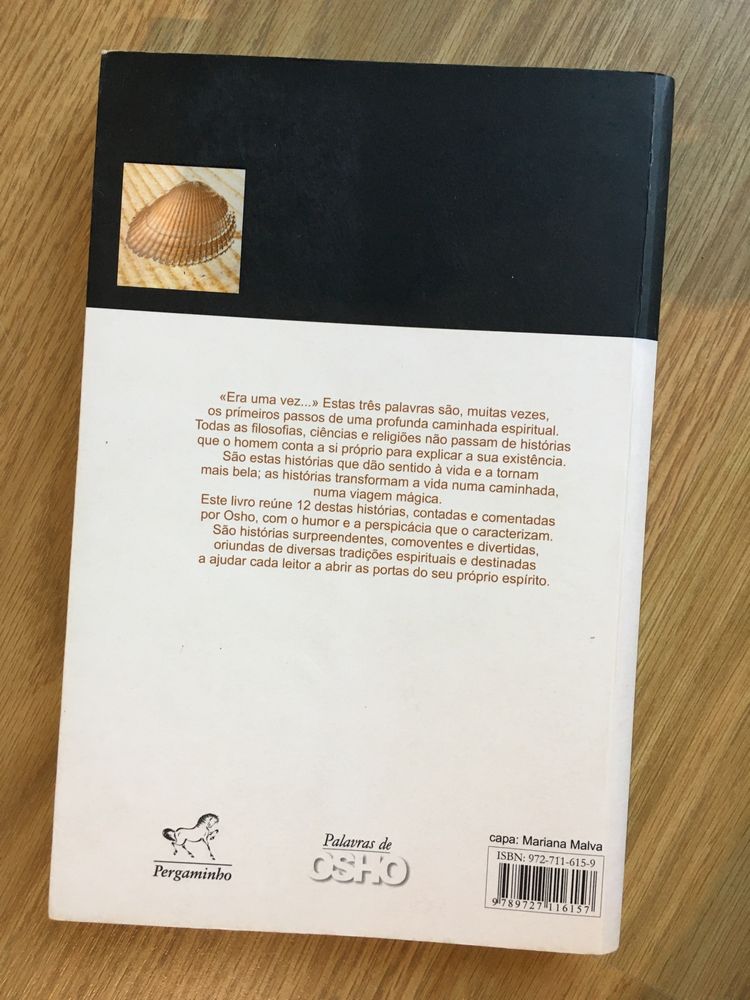 «Era uma vez...» Estas três palavras são, muitas vezes,
os primeiros passos de uma profunda caminhada espiritual.
Todas as filosofias, ciências e religiões não passam de histórias
que o homem conta a si próprio para explicar a sua existência.
São estas histórias que dão sentido à vida e a tornam
mais bela; as histórias transformam a vida numa caminhada,
numa viagem mágica.
Este livro reúne 12 destas histórias, contadas e comentadas
por Osho, com o humor e a perspicácia que o caracterizam.
São histórias surpreendentes, comoventes e divertidas,
oriundas de diversas tradições espirituais e destinadas
a ajudar cada leitor a abrir as portas do seu próprio espírito.
Pergaminho
Palavras de
OSHO
capa: Mariana Malva
ISBN: 972-711-615-9
9 789727 116157